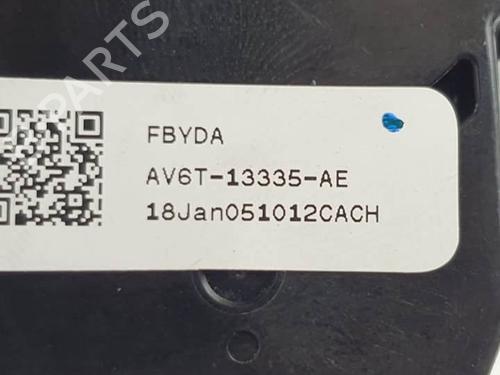 FBYDA
AV6T-13335-AE
18Jan051012CACH
B-PARTS